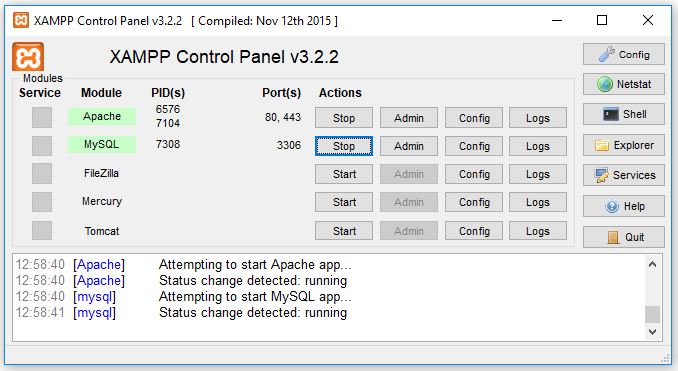 XAMPP Control Panel v3.2.2 [ Compiled: Nov 12th 2015 ]
XAMPP Control Panel v3.2.2
Config
Modules
Service Module PID(s) Port(s) Actions
Netstat
Apache 6576 7104 80, 443 Stop Admin Config Logs
Shell
MySQL 7308 3306 Stop Admin Config Logs
Explorer
FileZilla Start Admin Config Logs
Services
Mercury Start Admin Config Logs
Help
Tomcat Start Admin Config Logs
Quit
12:58:40 [Apache] Attempting to start Apache app...
12:58:40 [Apache] Status change detected: running
12:58:40 [mysql] Attempting to start MySQL app...
12:58:41 [mysql] Status change detected: running